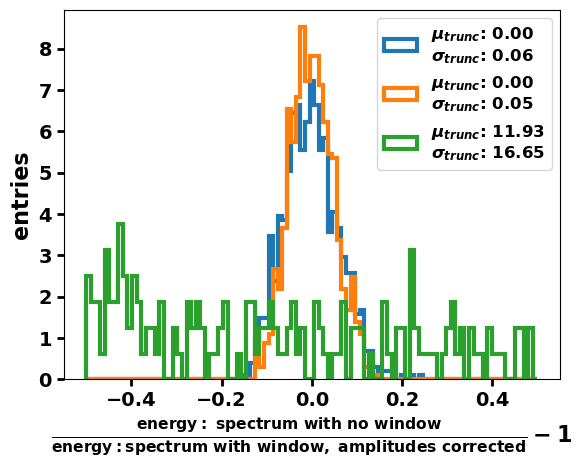 μtrunc: 0.00
σtrunc: 0.06
μtrunc: 0.00
σtrunc: 0.05
μtrunc: 11.93
σtrunc: 16.65
entries
8
7
6
5
4
3
2
1
0
−0.4 −0.2 0.0 0.2 0.4
energy: spectrum with no window
energy: spectrum with window, amplitudes corrected − 1